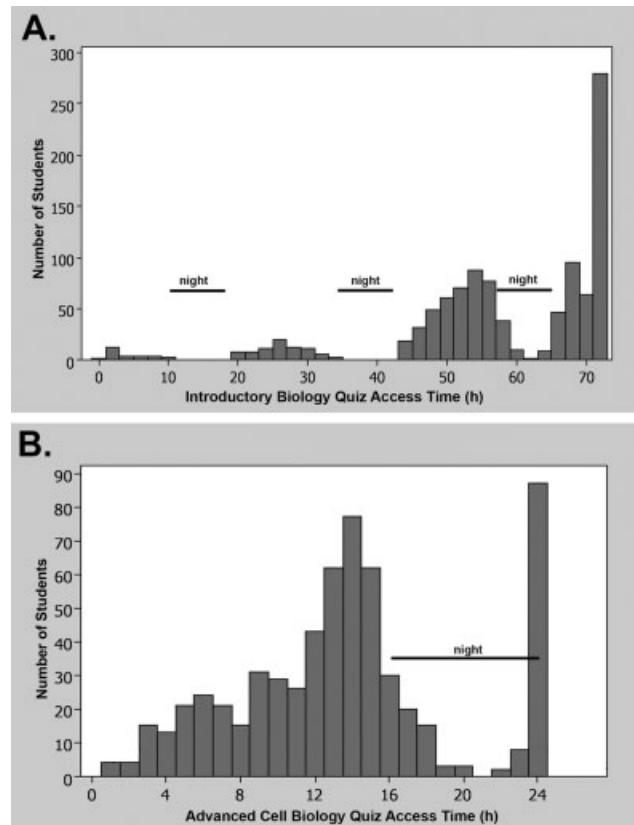 A.
300
250
200
150
100
50
0
Number of Students
night
night
night
0 10 20 30 40 50 60 70
Introductory Biology Quiz Access Time (h)
B.
90
80
70
60
50
40
30
20
10
0
Number of Students
night
0 4 8 12 16 20 24
Advanced Cell Biology Quiz Access Time (h)